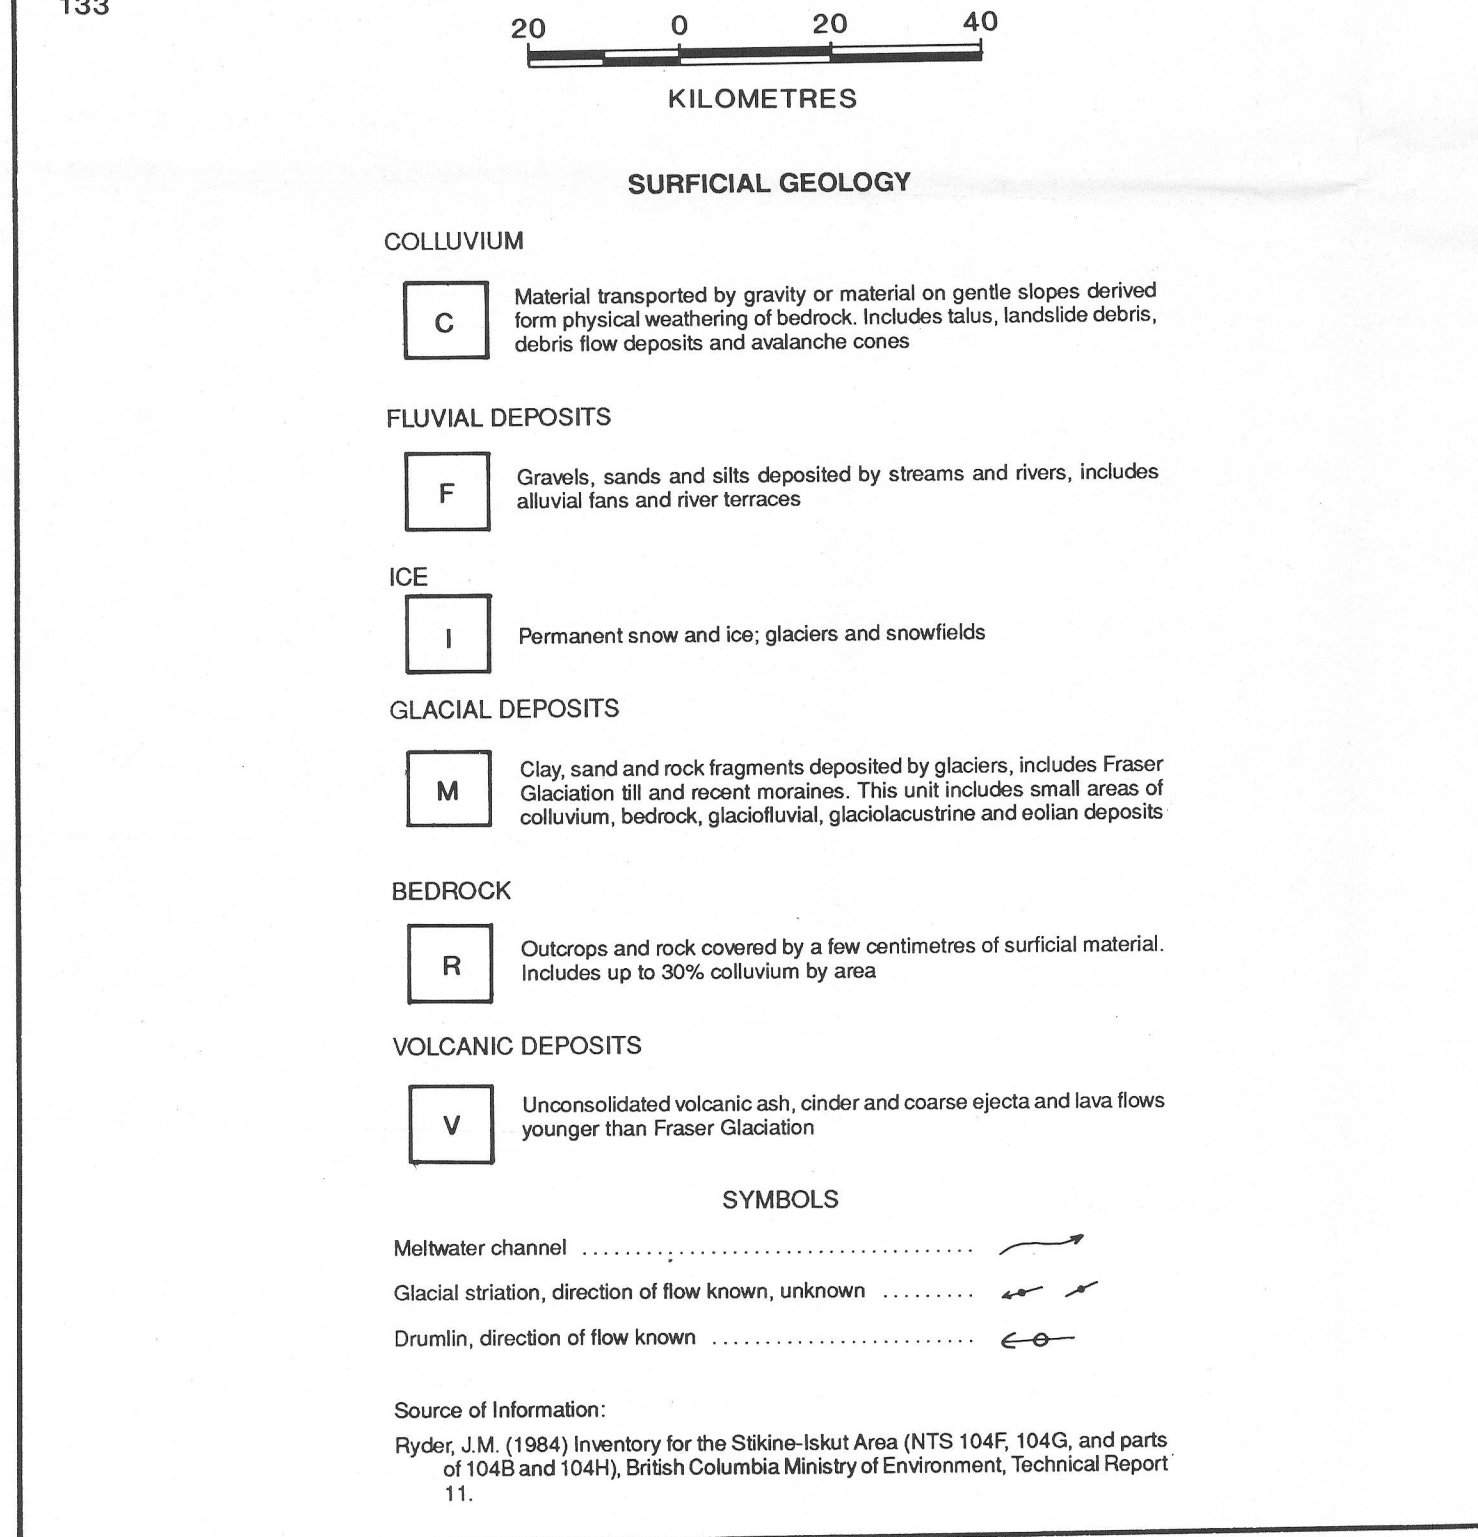 133
20 0 20 40
KILOMETRES
SURFICIAL GEOLOGY
COLLUVIUM
C
Material transported by gravity or material on gentle slopes derived
form physical weathering of bedrock. Includes talus, landslide debris,
debris flow deposits and avalanche cones
FLUVIAL DEPOSITS
F
Gravels, sands and silts deposited by streams and rivers, includes
alluvial fans and river terraces
ICE
I
Permanent snow and ice; glaciers and snowfields
GLACIAL DEPOSITS
M
Clay, sand and rock fragments deposited by glaciers, includes Fraser
Glaciation till and recent moraines. This unit includes small areas of
colluvium, bedrock, glaciofluvial, glaciolacustrine and eolian deposits
BEDROCK
R
Outcrops and rock covered by a few centimetres of surficial material.
Includes up to 30% colluvium by area
VOLCANIC DEPOSITS
V
Unconsolidated volcanic ash, cinder and coarse ejecta and lava flows
younger than Fraser Glaciation
SYMBOLS
Meltwater channel ......................................
Glacial striation, direction of flow known, unknown .........
Drumlin, direction of flow known .........................
Source of Information:
Ryder, J.M. (1984) Inventory for the Stikine-Iskut Area (NTS 104F, 104G, and parts
of 104B and 104H), British Columbia Ministry of Environment, Technical Report
11.